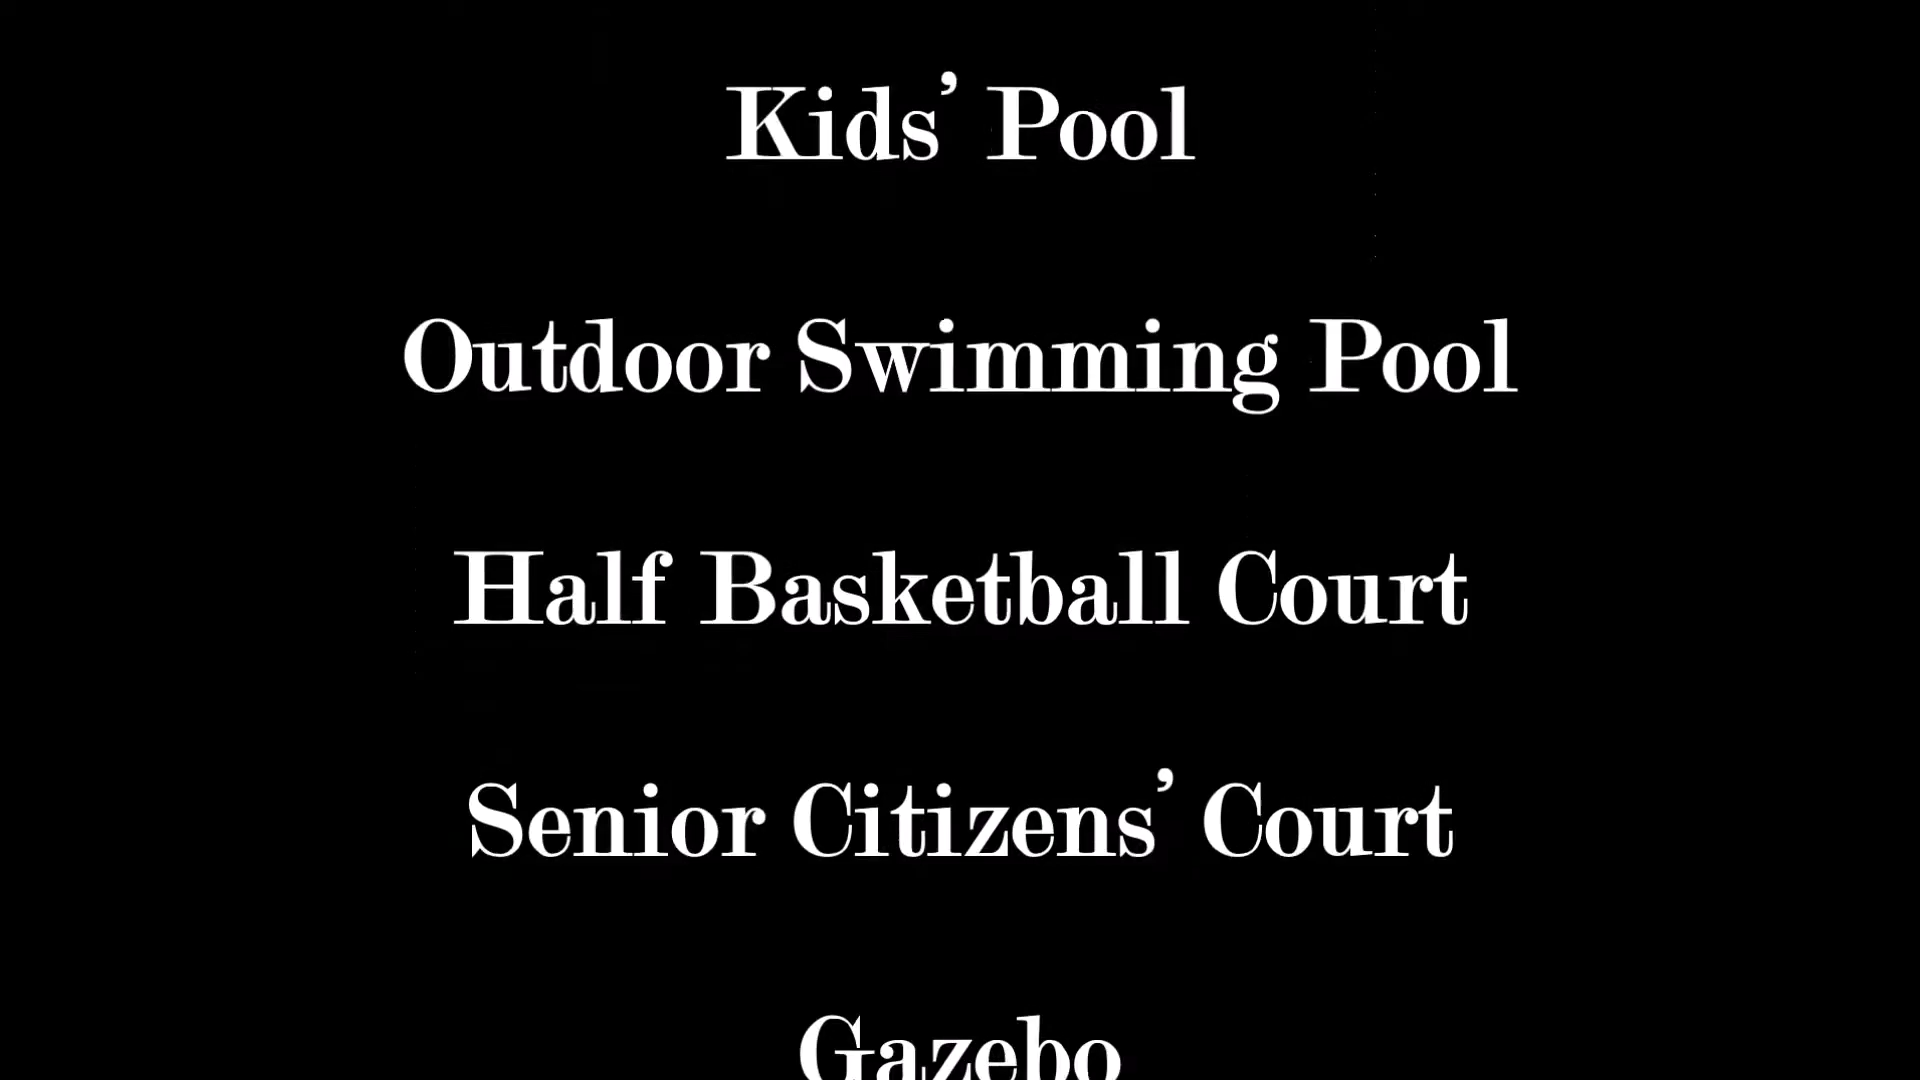 Kids’ Pool
Outdoor Swimming Pool
Half Basketball Court
Senior Citizens’ Court
Gazebo